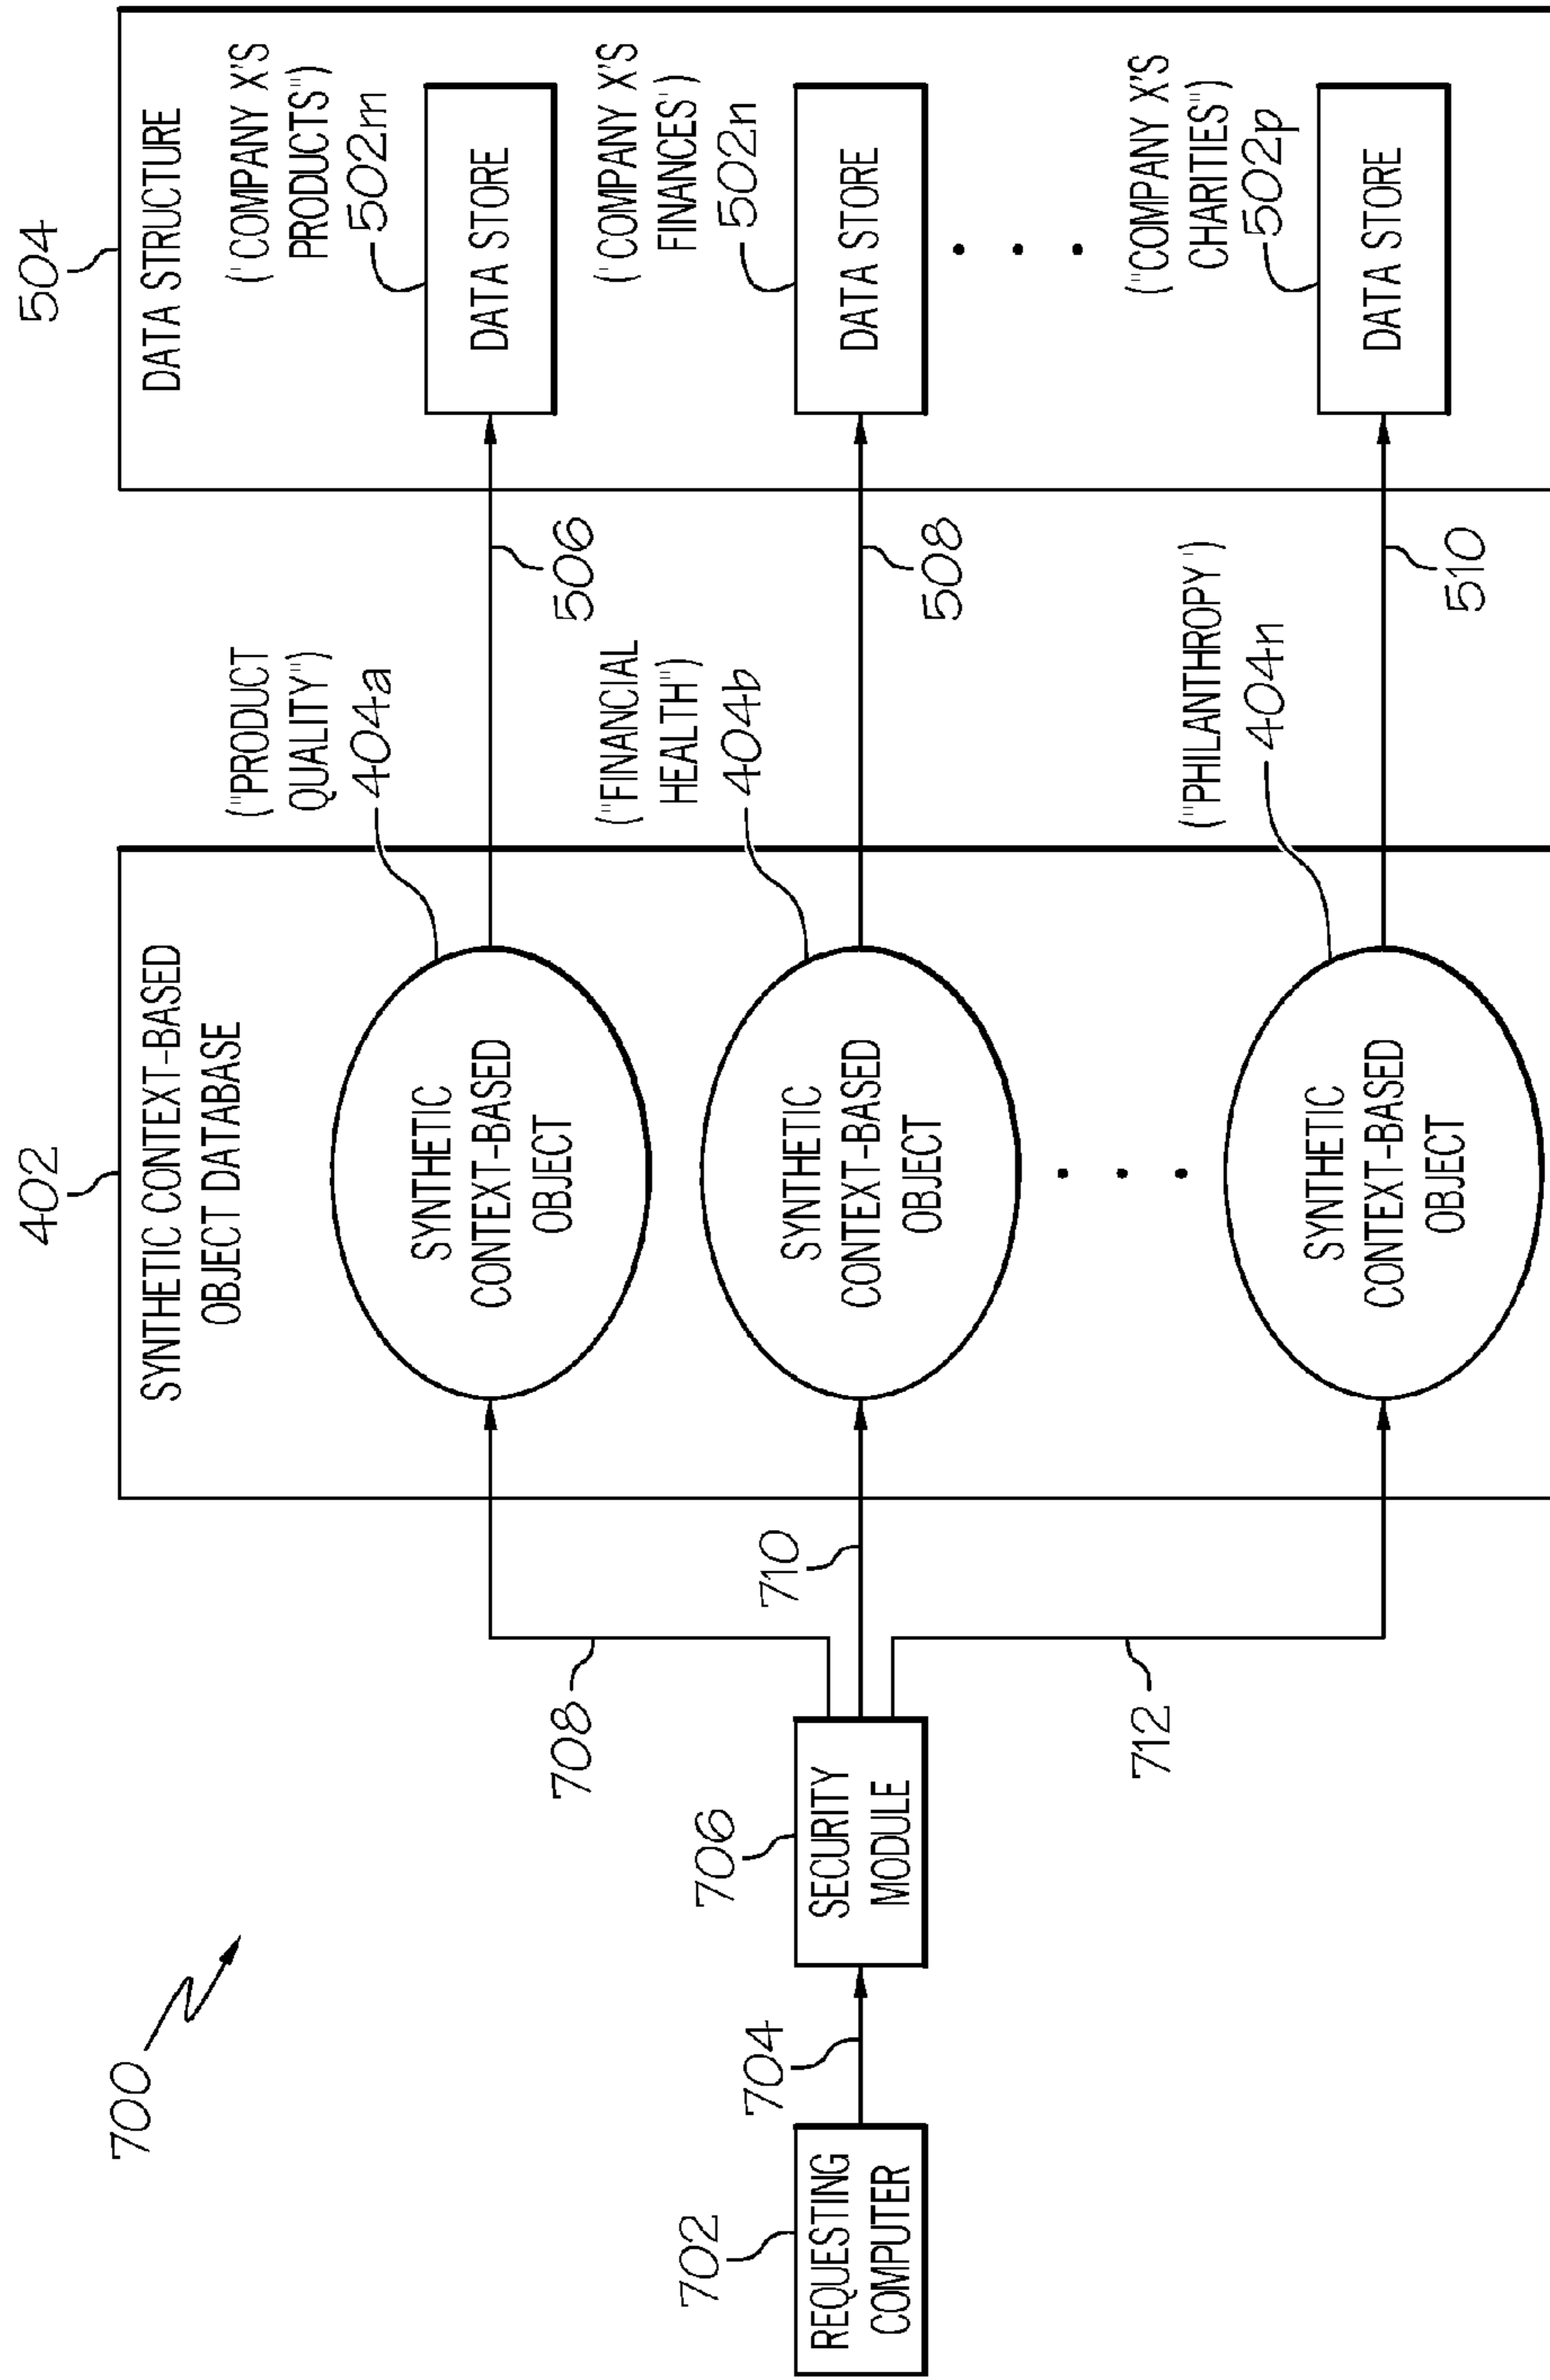 700
702
REQUESTING
COMPUTER
704
706
SECURITY
MODULE
708
710
712
402
SYNTHETIC CONTEXT-BASED
OBJECT DATABASE
SYNTHETIC
CONTEXT-BASED
OBJECT
("PRODUCT
QUALITY")
404a
SYNTHETIC
CONTEXT-BASED
OBJECT
("FINANCIAL
HEALTH")
404b
SYNTHETIC
CONTEXT-BASED
OBJECT
("PHILANTHROPY")
404n
506
508
510
504
DATA STRUCTURE
("COMPANY X'S
PRODUCTS")
502m
DATA STORE
("COMPANY X'S
FINANCES")
502n
DATA STORE
("COMPANY X'S
CHARITIES")
502p
DATA STORE